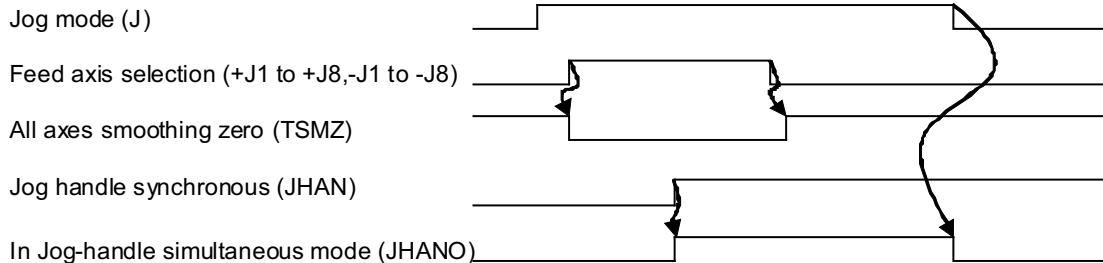 Jog mode (J)
Feed axis selection (+J1 to +J8,-J1 to -J8)
All axes smoothing zero (TSMZ)
Jog handle synchronous (JHAN)
In Jog-handle simultaneous mode (JHANO)